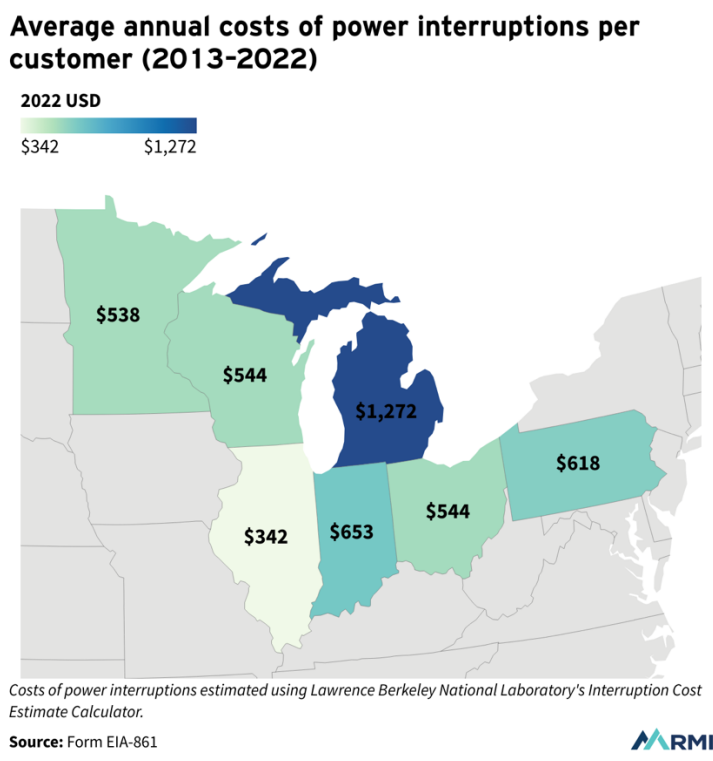 Average annual costs of power interruptions per
customer (2013–2022)
2022 USD
$342 $1,272
$538
$544
$1,272
$618
$342
$653
$544
Costs of power interruptions estimated using Lawrence Berkeley National Laboratory's Interruption Cost
Estimate Calculator.
Source: Form EIA-861
RMI